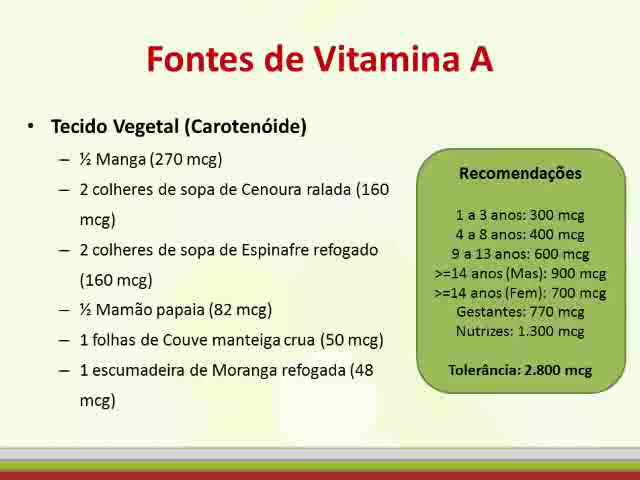 Fontes de Vitamina A
• Tecido Vegetal (Carotenóide)
– ½ Manga (270 mcg)
– 2 colheres de sopa de Cenoura ralada (160
mcg)
– 2 colheres de sopa de Espinafre refogado
(160 mcg)
– ½ Mamão papaia (82 mcg)
– 1 folhas de Couve manteiga crua (50 mcg)
– 1 escumadeira de Moranga refogada (48
mcg)
Recomendações
1 a 3 anos: 300 mcg
4 a 8 anos: 400 mcg
9 a 13 anos: 600 mcg
>=14 anos (Mas): 900 mcg
>=14 anos (Fem): 700 mcg
Gestantes: 770 mcg
Nutrizes: 1.300 mcg
Tolerância: 2.800 mcg